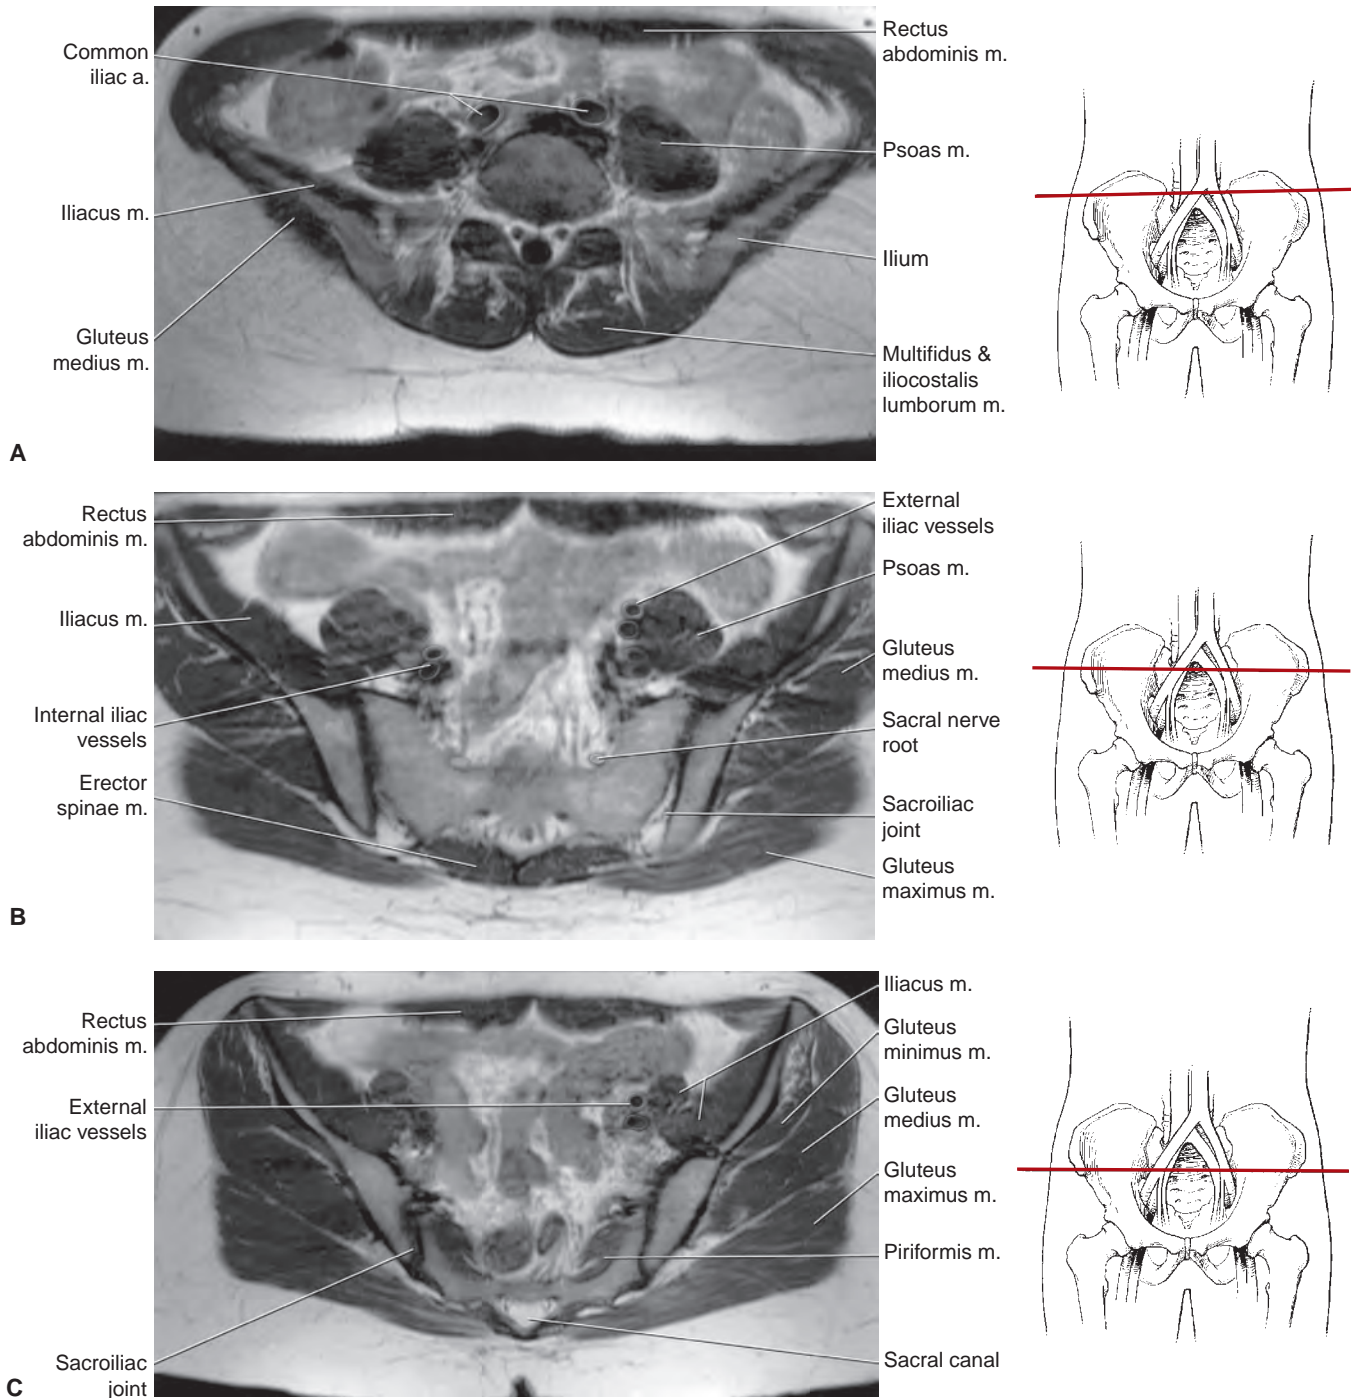 Common
iliac a.
Iliacus m.
Gluteus
medius m.
Rectus
abdominis m.
Psoas m.
Ilium
Multifidus &
iliocostalis
lumborum m.
A
Rectus
abdominis m.
Iliacus m.
Internal iliac
vessels
Erector
spinae m.
External
iliac vessels
Psoas m.
Gluteus
medius m.
Sacral nerve
root
Sacroiliac
joint
Gluteus
maximus m.
B
Rectus
abdominis m.
External
iliac vessels
Sacroiliac
joint
Iliacus m.
Gluteus
minimus m.
Gluteus
medius m.
Gluteus
maximus m.
Piriformis m.
Sacral canal
C